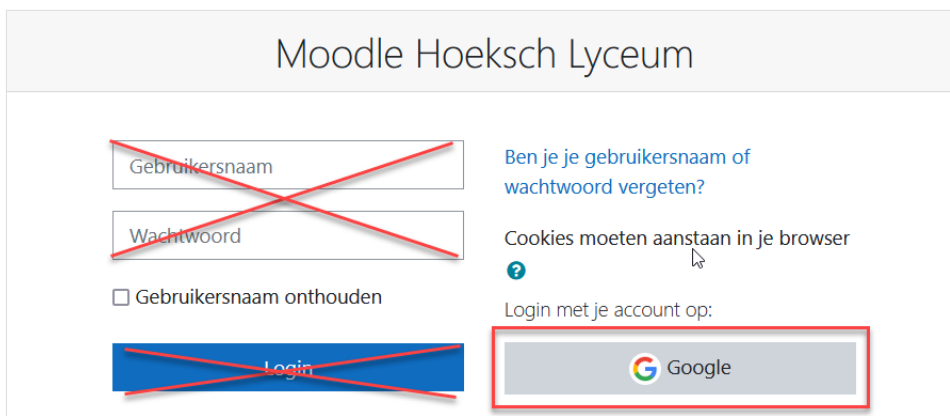 Moodle Hoeksch Lyceum
Gebruikersnaam
Wachtwoord
Gebruikersnaam onthouden
Login
Ben je je gebruikersnaam of
wachtwoord vergeten?
Cookies moeten aanstaan in je browser
?
Login met je account op:
Google